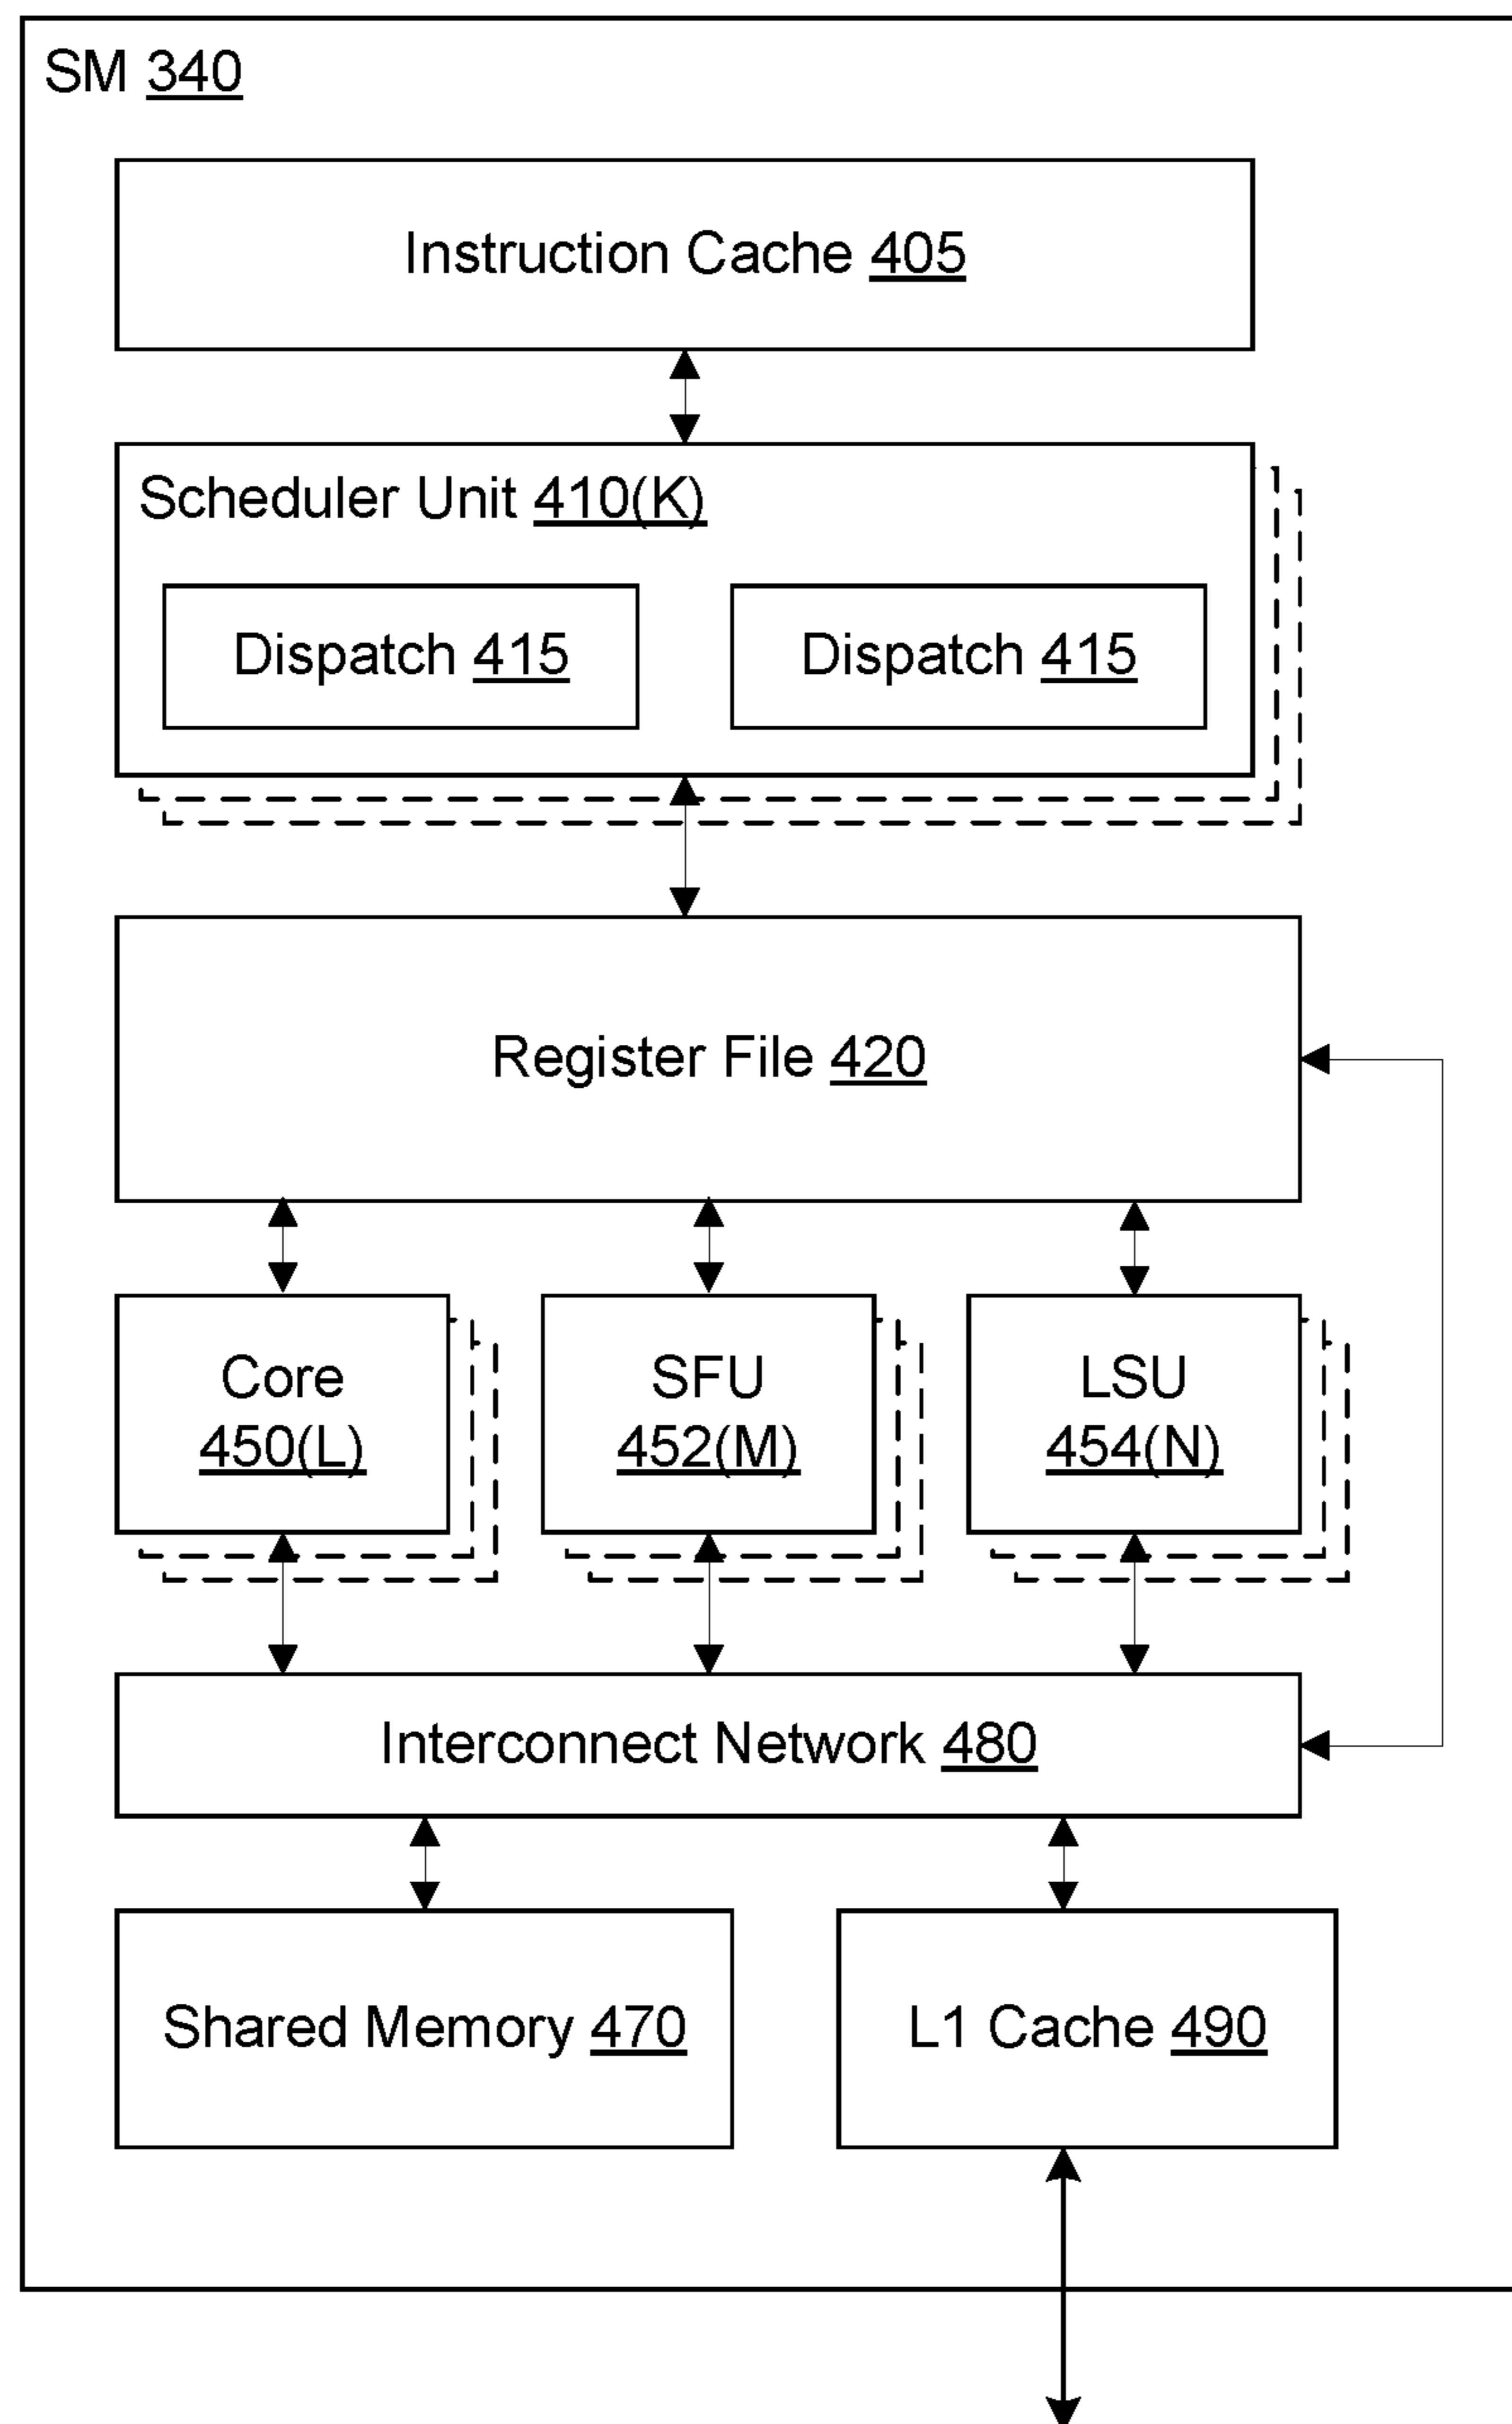 SM 340
Instruction Cache 405
Scheduler Unit 410(K)
Dispatch 415
Dispatch 415
Register File 420
Core
450(L)
SFU
452(M)
LSU
454(N)
Interconnect Network 480
Shared Memory 470
L1 Cache 490